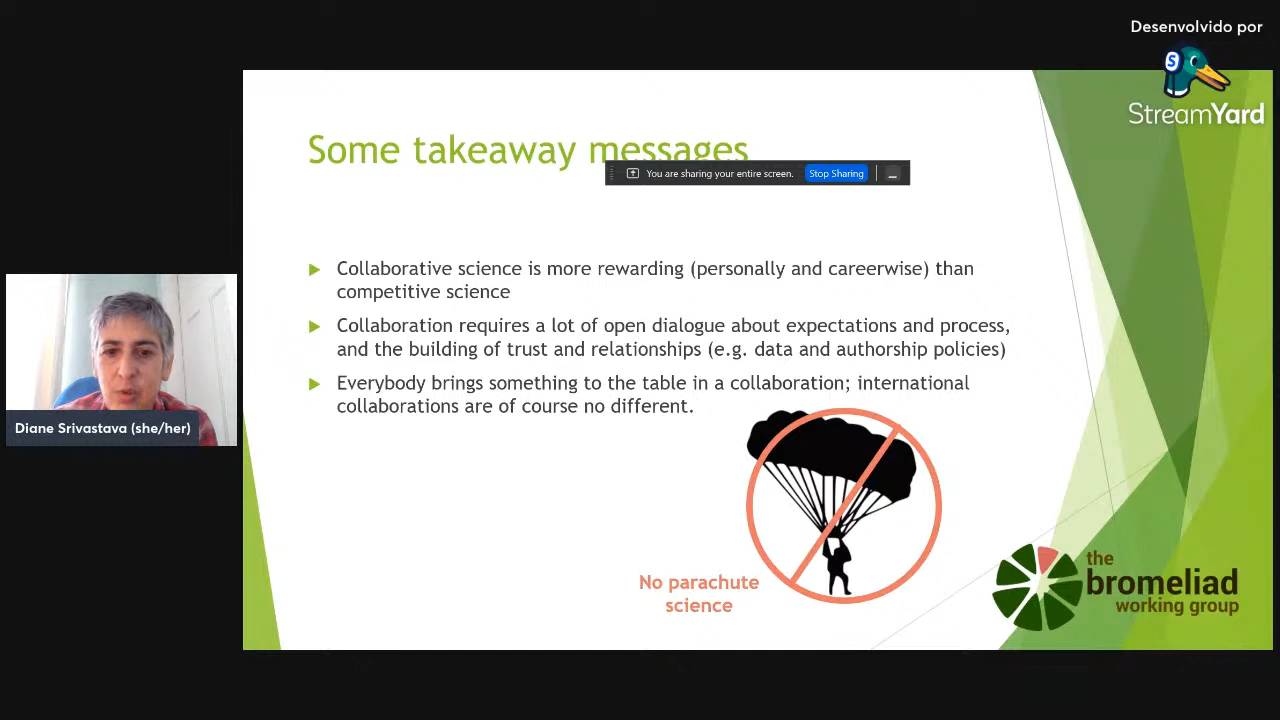 Desenvolvido por
StreamYard
Some takeaway messages
You are sharing your entire screen.
Stop Sharing
Collaborative science is more rewarding (personally and careerwise) than
competitive science
Collaboration requires a lot of open dialogue about expectations and process,
and the building of trust and relationships (e.g. data and authorship policies)
Everybody brings something to the table in a collaboration; international
collaborations are of course no different.
Diane Srivastava (she/her)
No parachute
science
the
bromeliad
working group